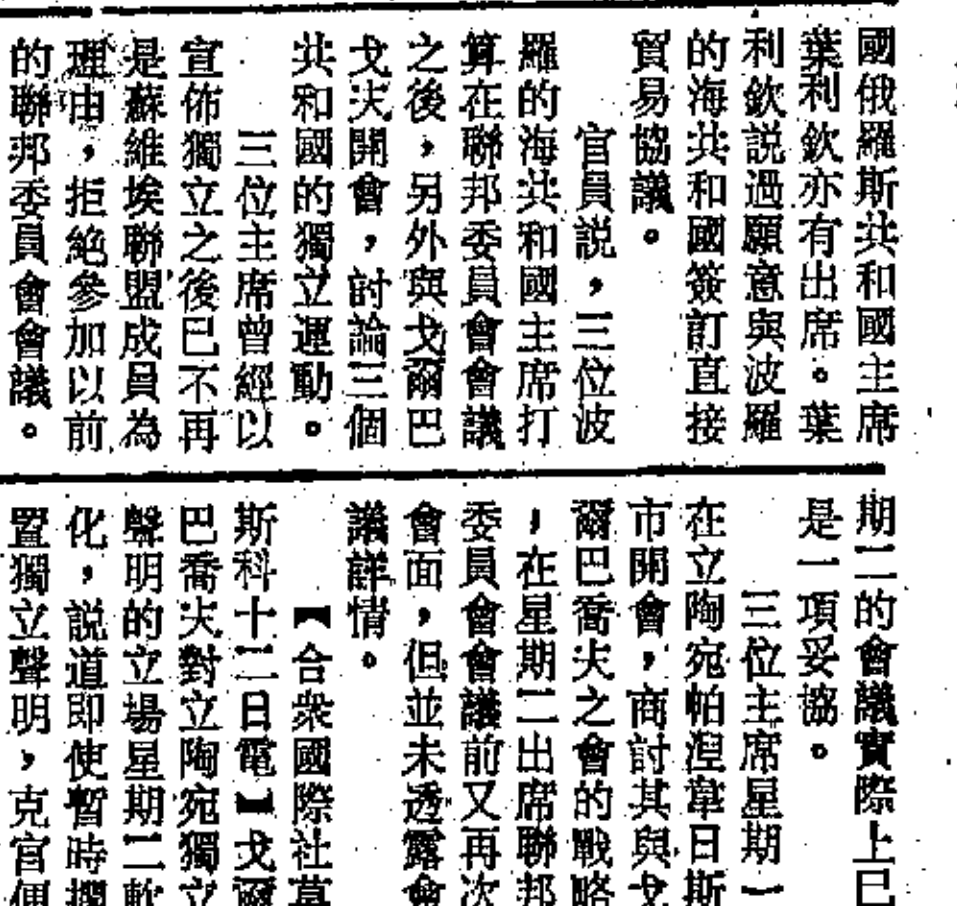 國俄羅斯共和國主席
葉利欽亦有出席。葉
利欽説過願意與波羅
的海共和國簽訂直接
貿易協議。
官員説，三位波
羅的海共和國主席打
算在聯邦委員會會議
之後，另外與戈爾巴
戈夫開會，討論三個
共和國的獨立運動。
三位主席曾經以
宣佈獨立之後已不再
是蘇維埃聯盟成員為
理由，拒絶參加以前
的聯邦委員會會議。
期二的會議實際上已
是一項妥協。
三位主席星期一
在立陶宛帕涅韋日斯
市開會，商討其與戈
爾巴喬夫之會的戰略
，在星期二出席聯邦
委員會會議前又再次
會面，但並未透露會
議詳情。
【合衆國際社莫
斯科十二日電】戈爾
巴喬夫對立陶宛獨立
聲明的立場星期二軟
化，説道即使暫時擱
置獨立聲明，克宮便